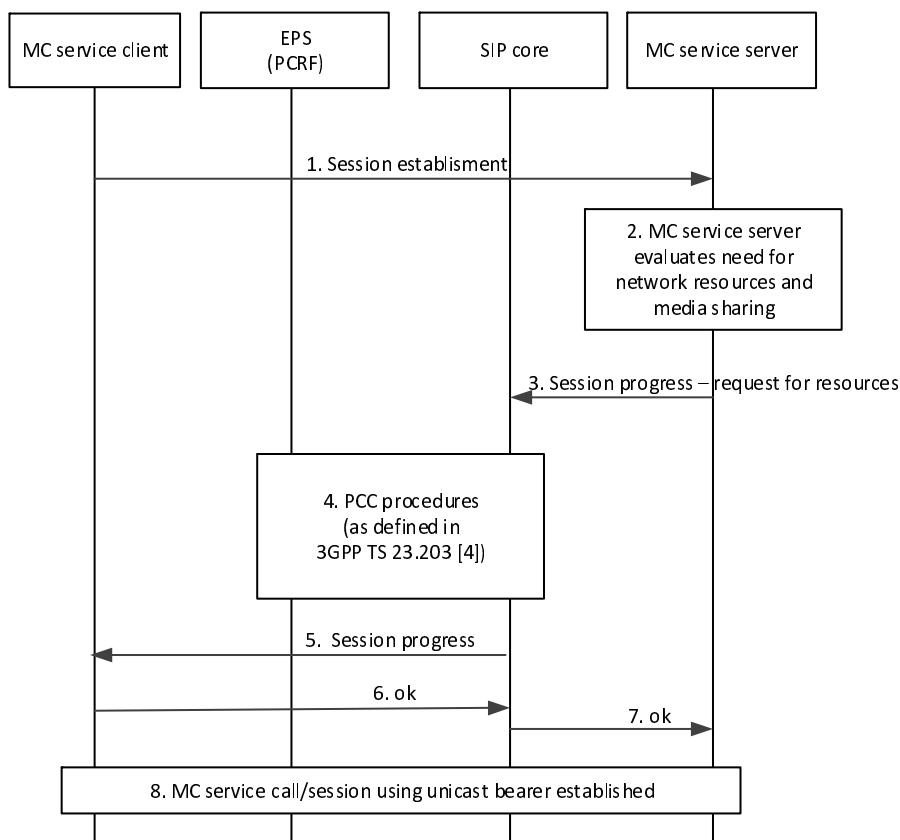 MC service client
EPS
(PCRF)
SIP core
MC service server
1. Session establisment
2. MC service server
evaluates need for
network resources and
media sharing
3. Session progress – request for resources
4. PCC procedures
(as defined in
3GPP TS 23.203 [4])
5. Session progress
6. ok
7. ok
8. MC service call/session using unicast bearer established